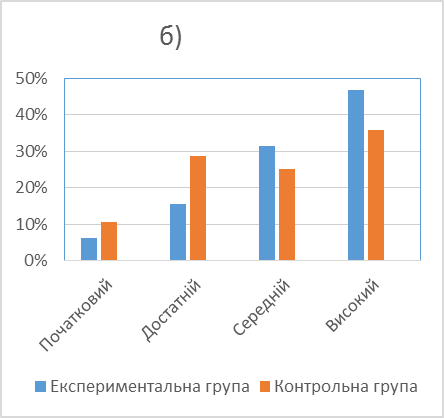 б)
50%
40%
30%
20%
10%
0%
Початковий
Достатній
Середній
Високий
Експериментальна група Контрольна група